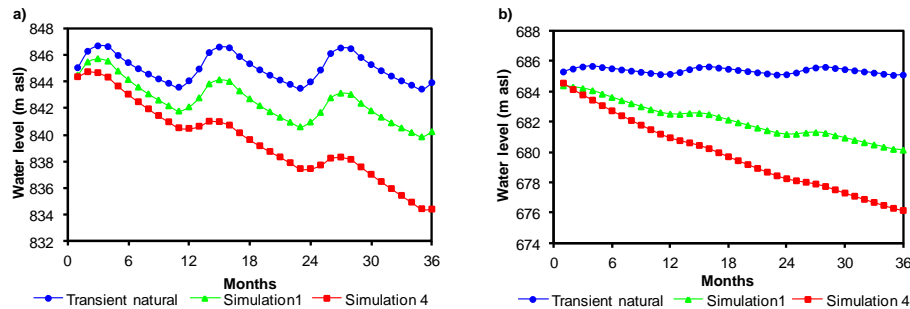 a)
848
846
844
842
840
838
836
834
832
Water level (m asl)
0 6 12 18 24 30 36
Months
Transient natural Simulation1 Simulation 4
b)
688
686
684
682
680
678
676
674
Water level (m asl)
0 6 12 18 24 30 36
Months
Transient natural Simulation1 Simulation 4